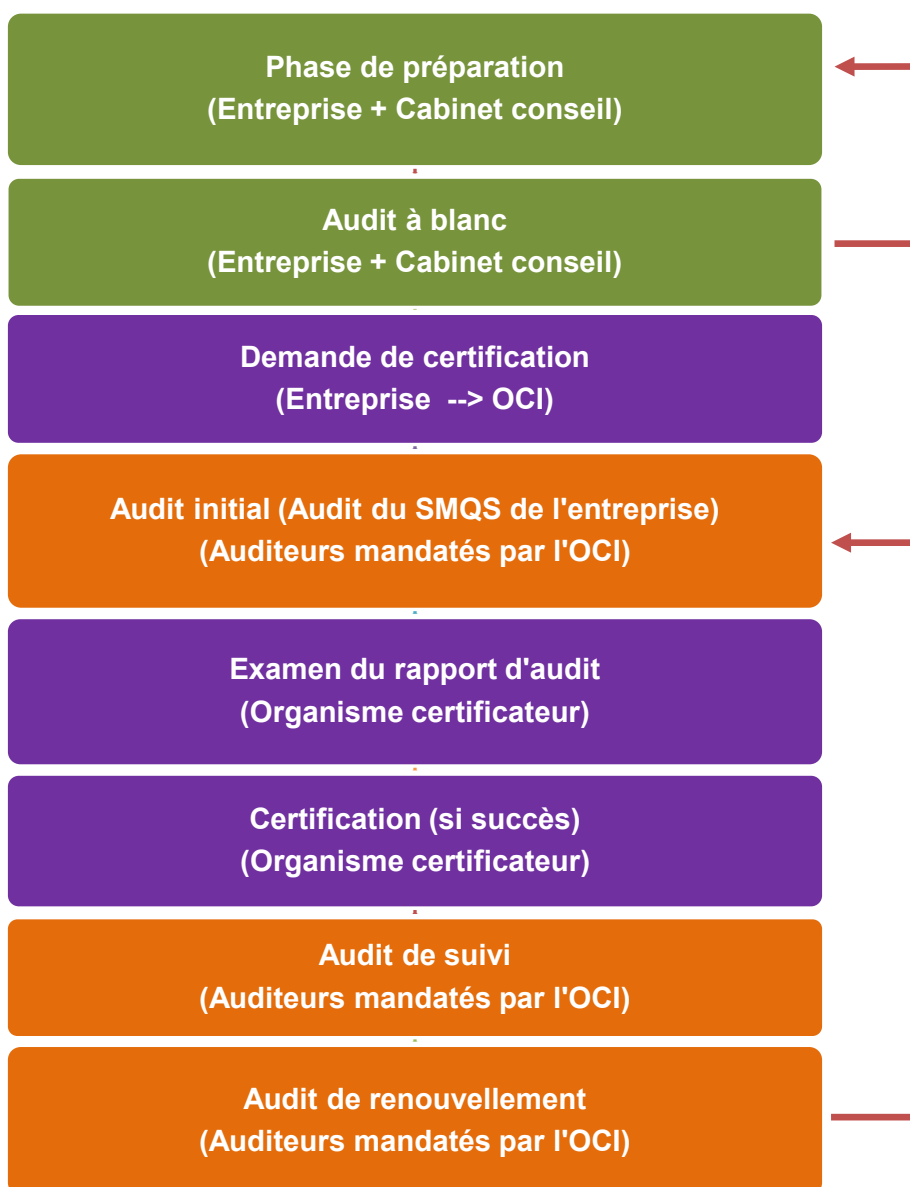 Phase de préparation
(Entreprise + Cabinet conseil)
Audit à blanc
(Entreprise + Cabinet conseil)
Demande de certification
(Entreprise --> OCI)
Audit initial (Audit du SMQS de l'entreprise)
(Auditeurs mandatés par l'OCI)
Examen du rapport d'audit
(Organisme certificateur)
Certification (si succès)
(Organisme certificateur)
Audit de suivi
(Auditeurs mandatés par l'OCI)
Audit de renouvellement
(Auditeurs mandatés par l'OCI)